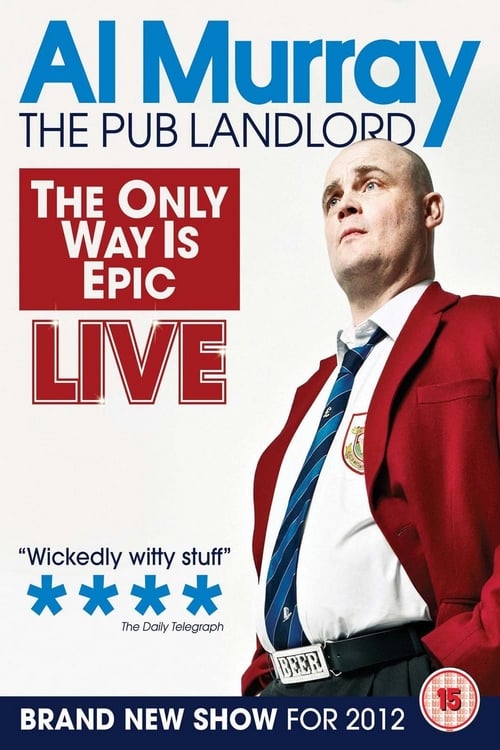 Al Murray
THE PUB LANDLORD
THE ONLY
WAY IS
EPIC
LIVE
“Wickedly witty stuff”
****
The Daily Telegraph
BEER
15
BRAND NEW SHOW FOR 2012